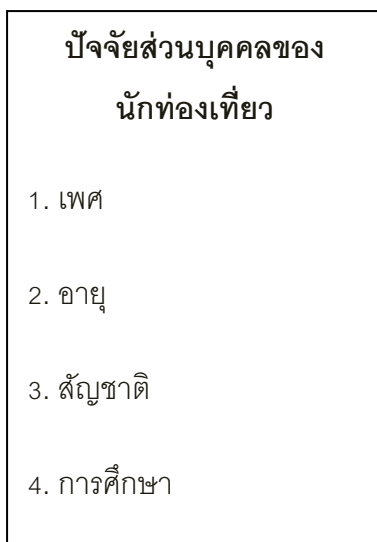 ปัจจัยส่วนบุคคลของ
นักท่องเที่ยว
1. เพศ
2. อายุ
3. สัญชาติ
4. การศึกษา